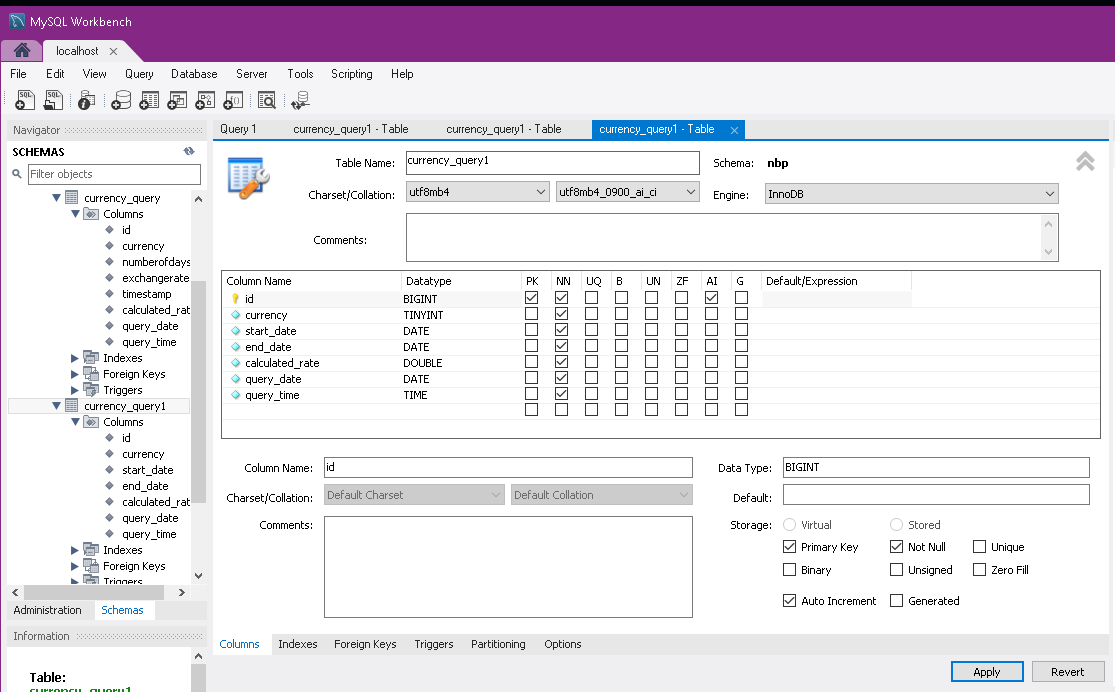 MySQL Workbench
localhost
File Edit View Query Database Server Tools Scripting Help
Navigator
SCHEMAS
Filter objects
currency_query
Columns
id
currency
numberofdays
exchangerate
timestamp
calculated_rat
query_date
query_time
Indexes
Foreign Keys
Triggers
currency_query1
Columns
id
currency
start_date
end_date
calculated_rat
query_date
query_time
Indexes
Foreign Keys
Triggers
Administration Schemas
Information
Table:
currency_query1
Query 1 currency_query1 - Table currency_query1 - Table currency_query1 - Table
Table Name: currency_query1 Schema: nbp
Charset/Collation: utf8mb4 utf8mb4_0900_ai_ci Engine: InnoDB
Comments:
Column Name Datatype PK NN UQ B UN ZF AI G Default/Expression
id BIGINT
currency TINYINT
start_date DATE
end_date DATE
calculated_rate DOUBLE
query_date DATE
query_time TIME
Column Name: id Data Type: BIGINT
Charset/Collation: Default Charset Default Collation Default:
Comments: Storage: Virtual Stored
Primary Key Not Null Unique
Binary Unsigned Zero Fill
Auto Increment Generated
Columns Indexes Foreign Keys Triggers Partitioning Options
Apply Revert